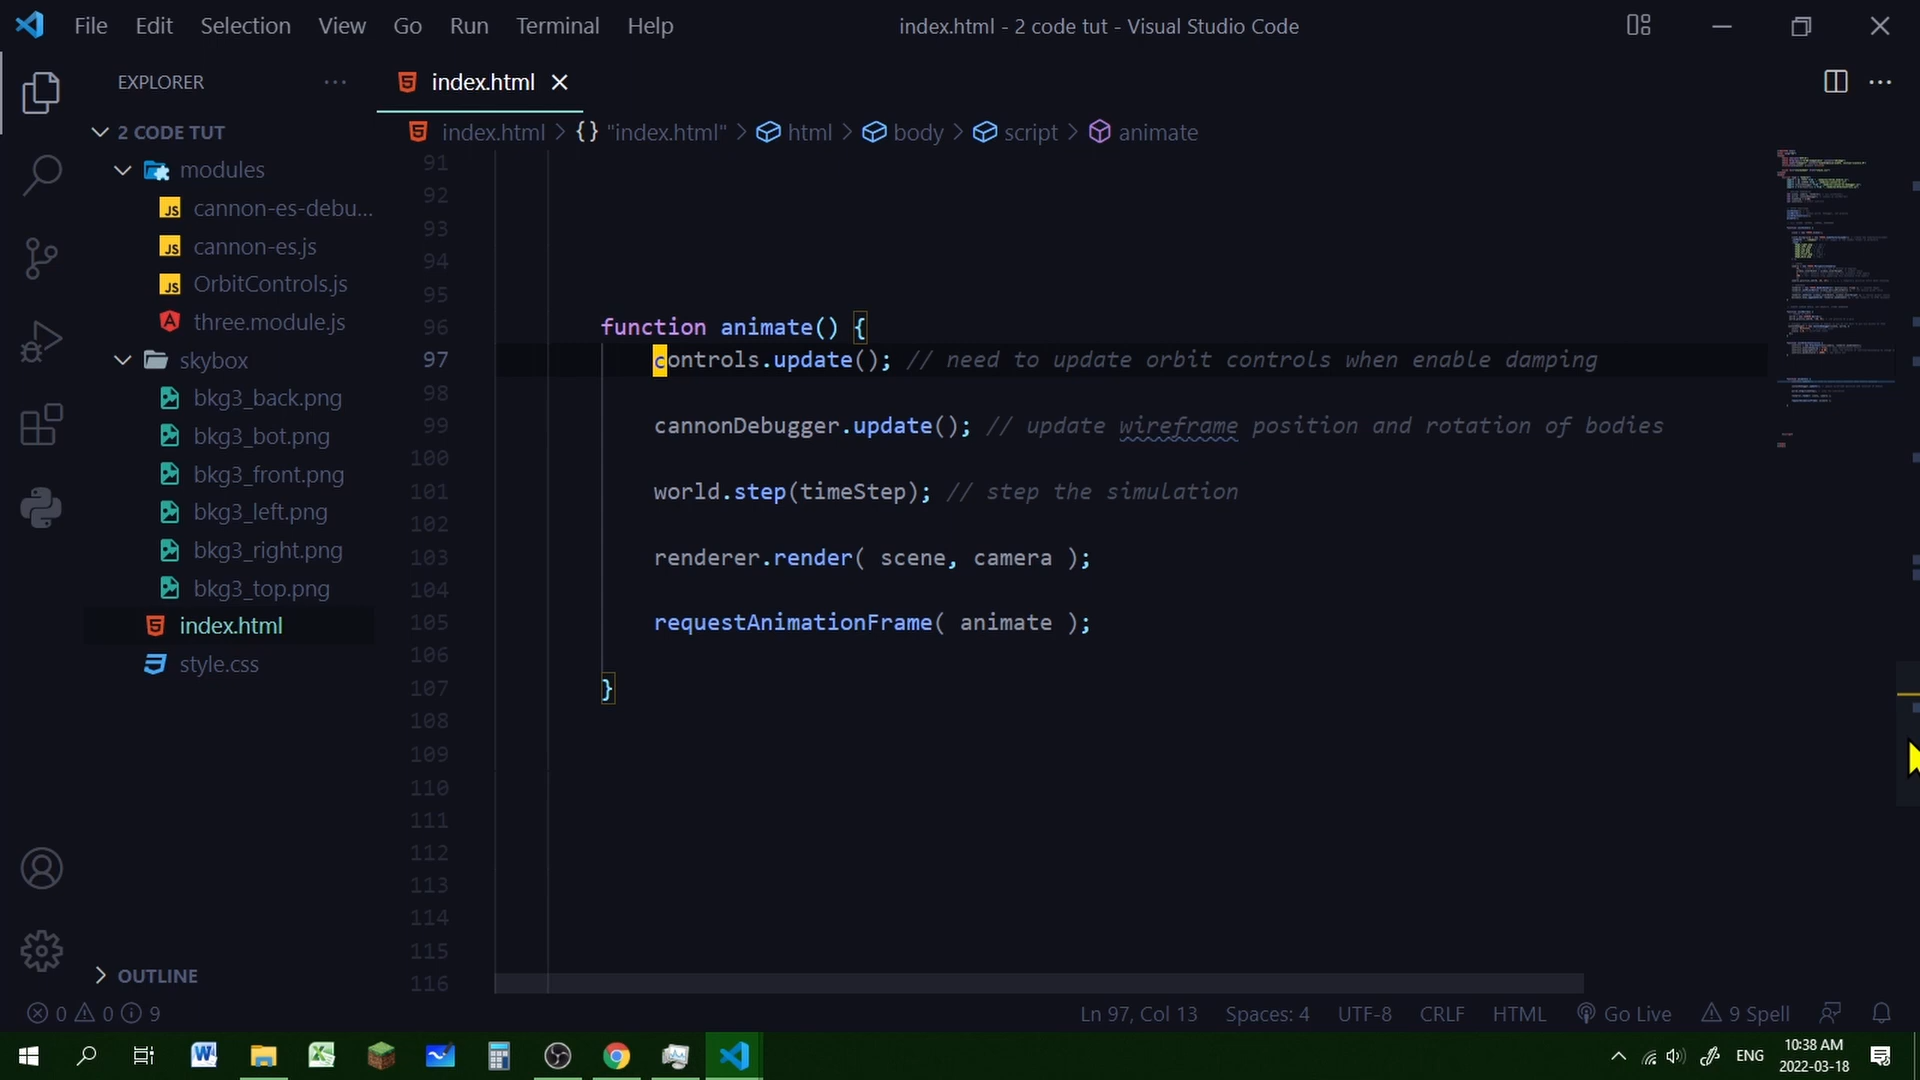 File Edit Selection View Go Run Terminal Help
index.html - 2 code tut - Visual Studio Code
EXPLORER
index.html
2 CODE TUT
index.html > {} "index.html" > html > body > script > animate
modules
JS cannon-es-debu...
JS cannon-es.js
JS OrbitControls.js
three.module.js
skybox
bkg3_back.png
bkg3_bot.png
bkg3_front.png
bkg3_left.png
bkg3_right.png
bkg3_top.png
index.html
style.css
OUTLINE
91
92
93
94
95
96 function animate() {
97 controls.update(); // need to update orbit controls when enable damping
98
99 cannonDebugger.update(); // update wireframe position and rotation of bodies
100
101 world.step(timeStep); // step the simulation
102
103 renderer.render( scene, camera );
104
105 requestAnimationFrame( animate );
106
107 }
108
109
110
111
112
113
114
115
116
0 0 9
Ln 97, Col 13 Spaces: 4 UTF-8 CRLF HTML Go Live 9 Spell
ENG
10:38 AM
2022-03-18